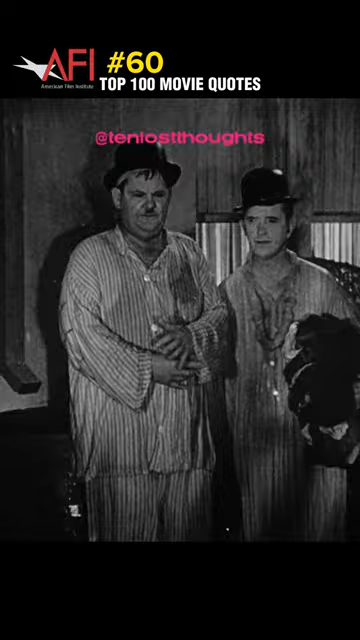 AFI #60
American Film Institute
TOP 100 MOVIE QUOTES
@tenlostthoughts